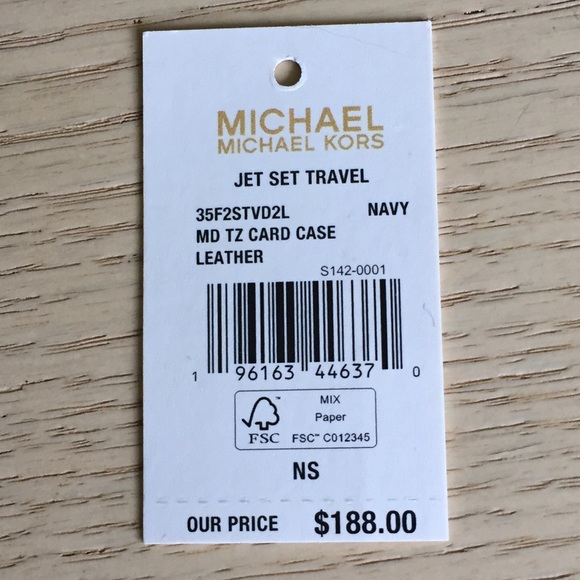 MICHAEL
MICHAEL KORS
JET SET TRAVEL
35F2STVD2L NAVY
MD TZ CARD CASE
LEATHER
S142-0001
1 96163 44637 0
FSC
MIX
Paper
FSC™ C012345
NS
OUR PRICE $188.00